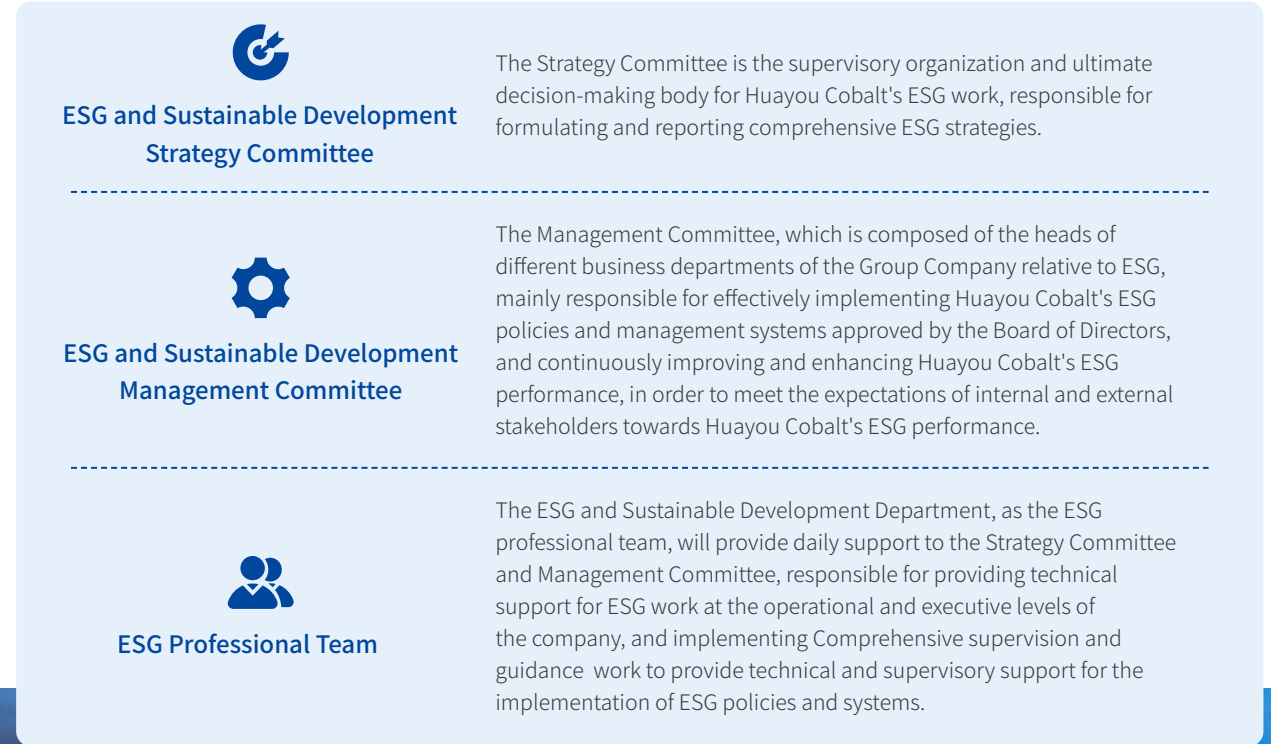 ESG and Sustainable Development
Strategy Committee
The Strategy Committee is the supervisory organization and ultimate
decision-making body for Huayou Cobalt's ESG work, responsible for
formulating and reporting comprehensive ESG strategies.
ESG and Sustainable Development
Management Committee
The Management Committee, which is composed of the heads of
different business departments of the Group Company relative to ESG,
mainly responsible for effectively implementing Huayou Cobalt's ESG
policies and management systems approved by the Board of Directors,
and continuously improving and enhancing Huayou Cobalt's ESG
performance, in order to meet the expectations of internal and external
stakeholders towards Huayou Cobalt's ESG performance.
ESG Professional Team
The ESG and Sustainable Development Department, as the ESG
professional team, will provide daily support to the Strategy Committee
and Management Committee, responsible for providing technical
support for ESG work at the operational and executive levels of
the company, and implementing Comprehensive supervision and
guidance  work to provide technical and supervisory support for the
implementation of ESG policies and systems.